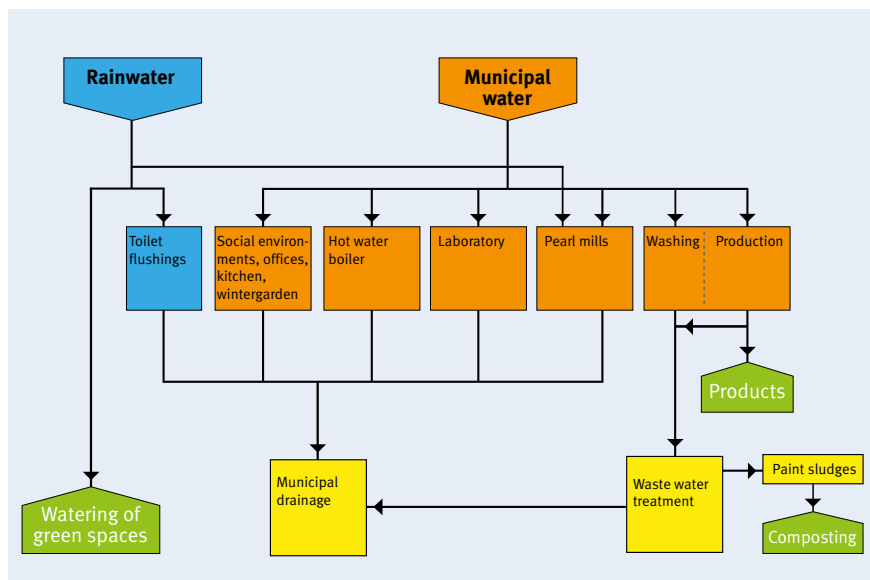 Rainwater
Municipal
water
Toilet
flushings
Social environ-
ments, offices,
kitchen,
wintergarden
Hot water
boiler
Laboratory
Pearl mills
Washing
Production
Products
Municipal
drainage
Waste water
treatment
Paint sludges
Watering of
green spaces
Composting